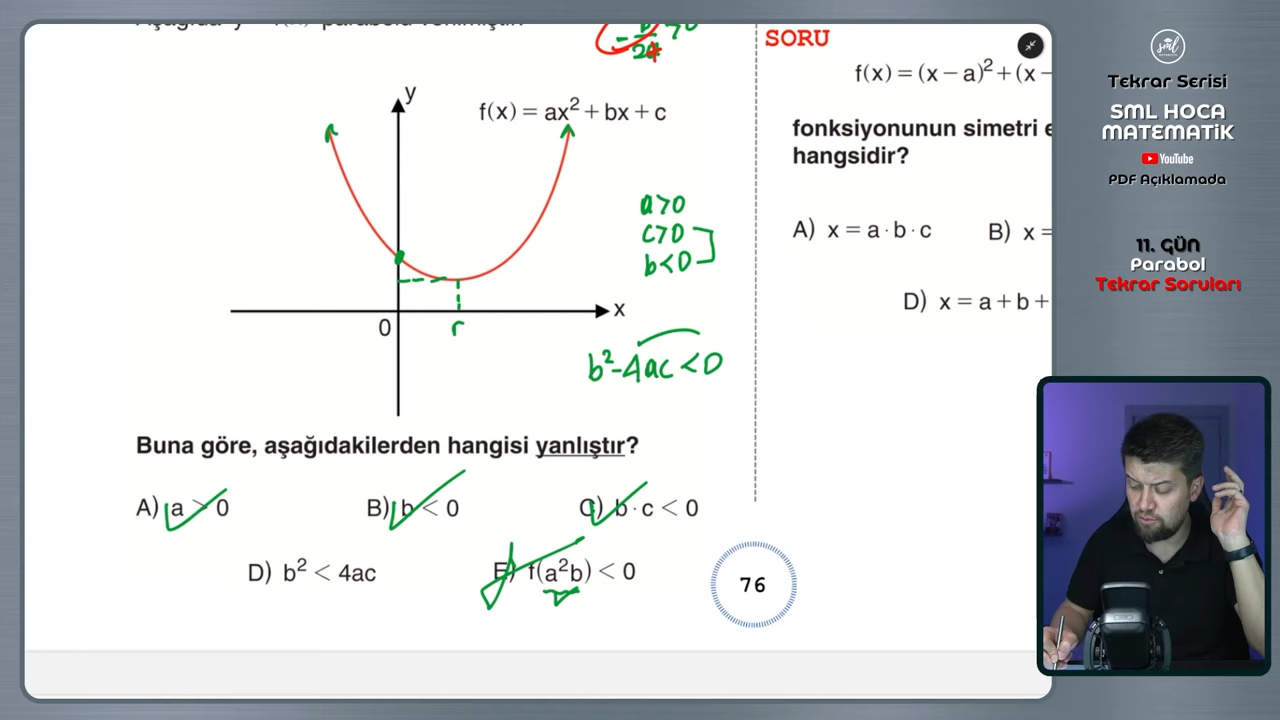 y
f(x) = ax² + bx + c
a>0
c>0
b<0
0
r
x
b²-4ac<0
Buna göre, aşağıdakilerden hangisi yanlıştır?
A) a > 0
B) b < 0
C) b · c < 0
D) b² < 4ac
E) f(a²b) < 0
76
SORU
f(x) = (x − a)² + (x −
fonksiyonunun simetri e
hangsidir?
A) x = a · b · c
B) x =
D) x = a + b +
sml
Tekrar Serisi
SML HOCA
MATEMATİK
YouTube
PDF Açıklamada
11. GÜN
Parabol
Tekrar Soruları